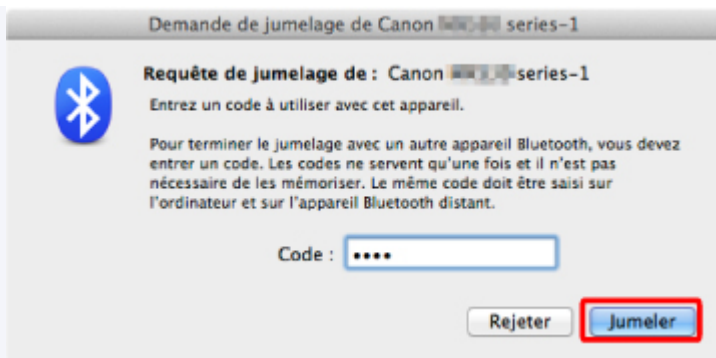 Demande de jumelage de Canon series-1
Requête de jumelage de : Canon series-1
Entrez un code à utiliser avec cet appareil.
Pour terminer le jumelage avec un autre appareil Bluetooth, vous devez
entrer un code. Les codes ne servent qu'une fois et il n'est pas
nécessaire de les mémoriser. Le même code doit être saisi sur
l'ordinateur et sur l'appareil Bluetooth distant.
Code : ••••
Rejeter Jumeler